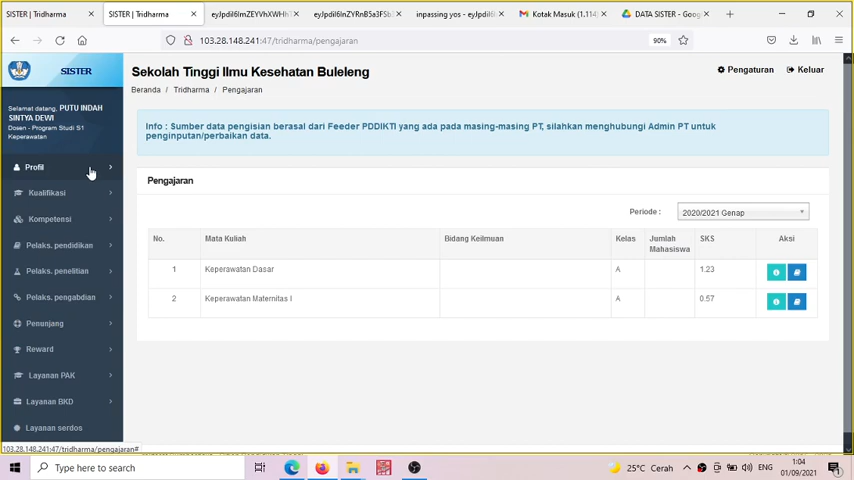 SISTER | Tridharma
SISTER | Tridharma
eyJpdiI6ImZEYVhXWHh1
eyJpdiI6InZYRnB5a3FSb
inpassing yos - eyJpdiI6
Kotak Masuk (1.114)
DATA SISTER - Goog
103.28.148.241:47/tridharma/pengajaran
90%
SISTER
Sekolah Tinggi Ilmu Kesehatan Buleleng
Pengaturan
Keluar
Beranda / Tridharma / Pengajaran
Selamat datang, PUTU INDAH
SINTYA DEWI
Dosen - Program Studi S1
Keperawatan
Profil
Kualifikasi
Kompetensi
Pelaks. pendidikan
Pelaks. penelitian
Pelaks. pengabdian
Penunjang
Reward
Layanan PAK
Layanan BKD
Layanan serdos
Info : Sumber data pengisian berasal dari Feeder PDDIKTI yang ada pada masing-masing PT, silahkan menghubungi Admin PT untuk
penginputan/perbaikan data.
Pengajaran
Periode : 2020/2021 Genap
No. Mata Kuliah Bidang Keilmuan Kelas Jumlah Mahasiswa SKS Aksi
1 Keperawatan Dasar A 1.23
2 Keperawatan Maternitas I A 0.57
103.28.148.241:47/tridharma/pengajaran#
Type here to search
25°C Cerah
ENG
1:04
01/09/2021
1